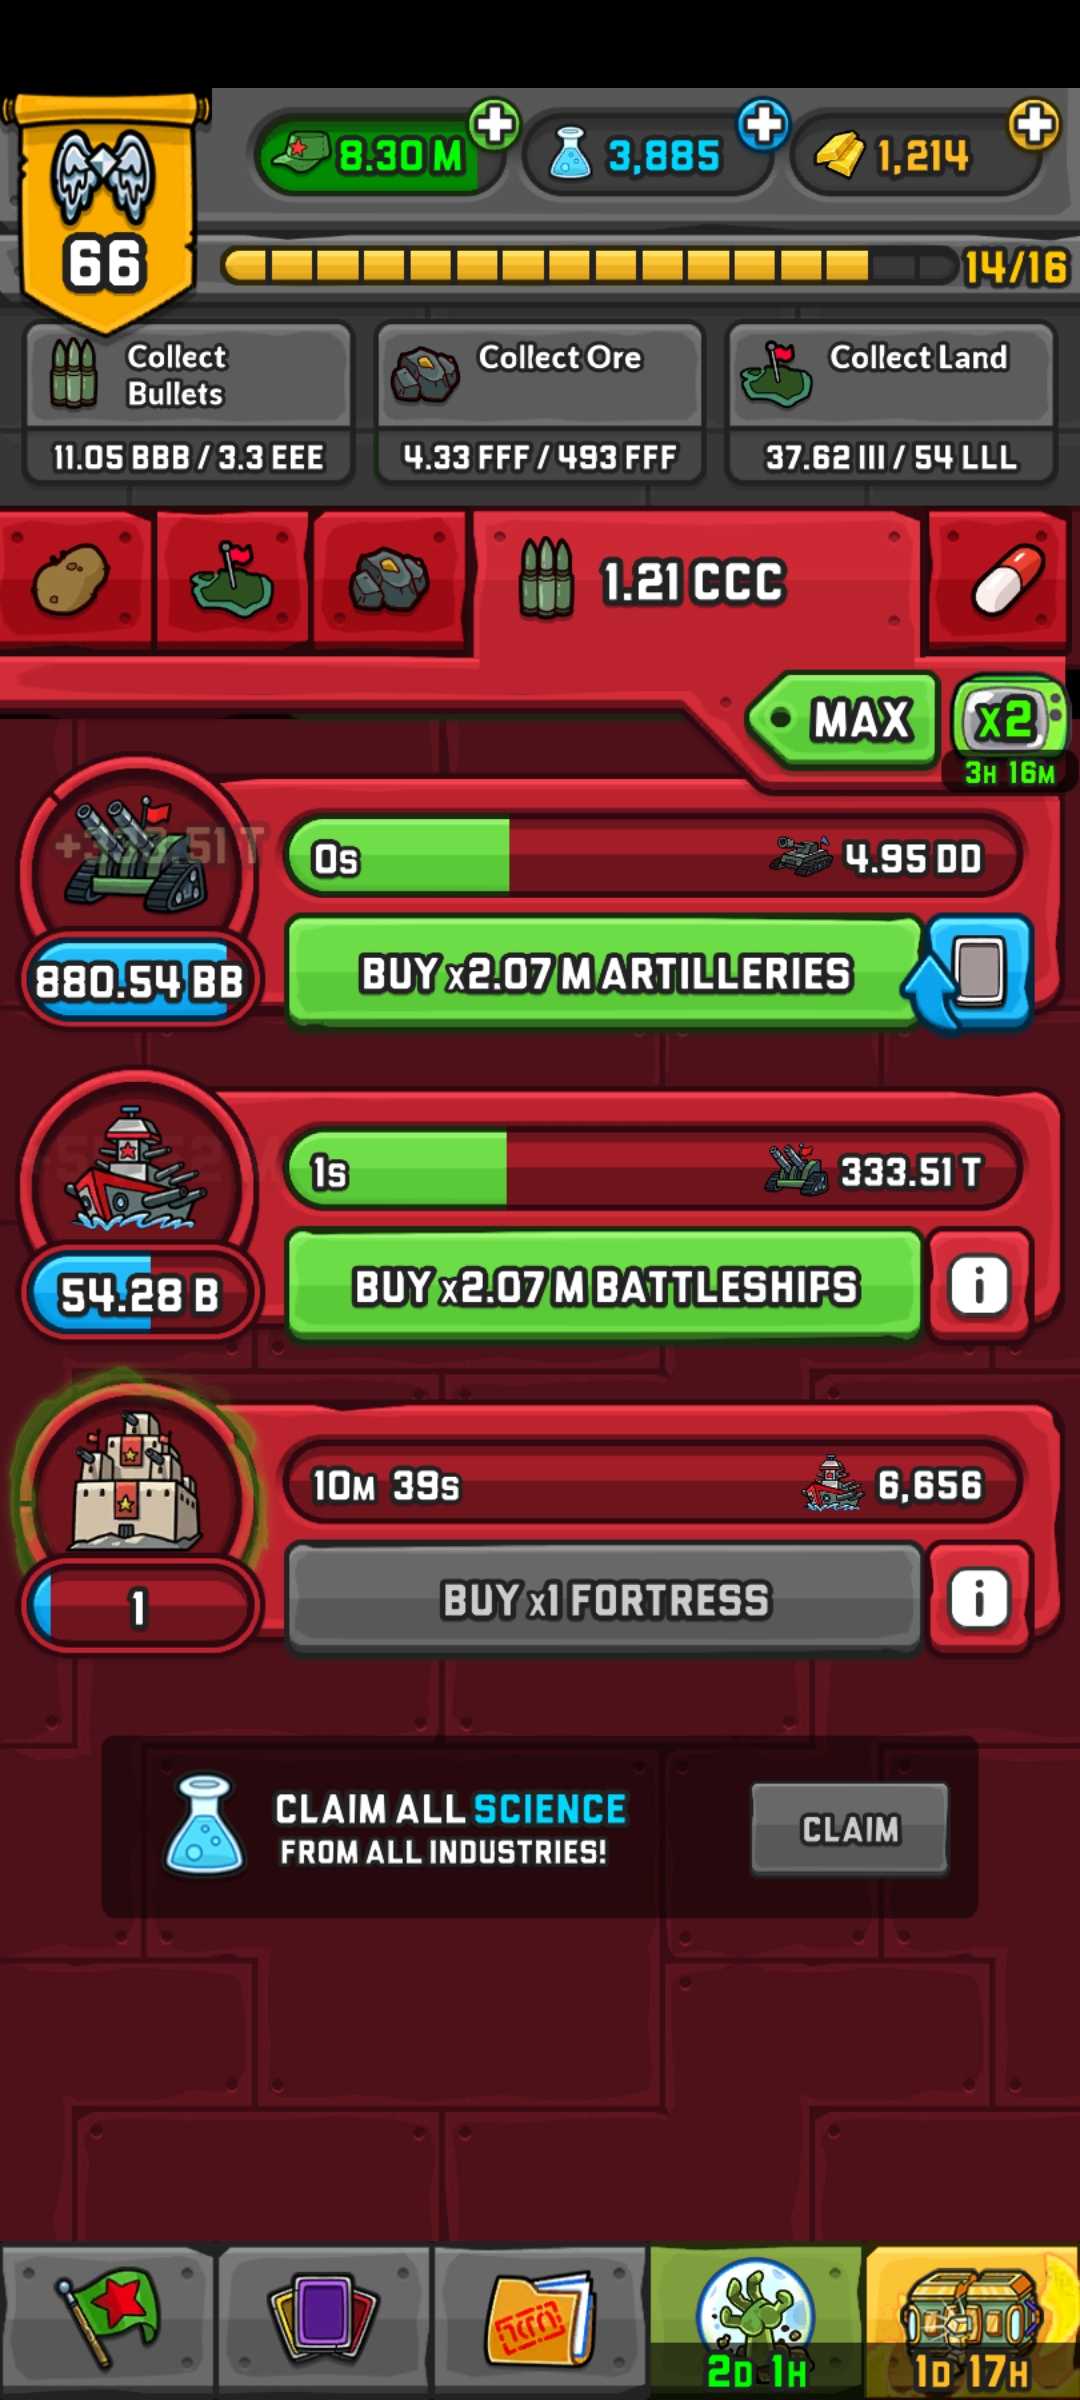 66
8.30 M
3,885
1,214
14/16
Collect
Bullets
Collect Ore
Collect Land
11.05 BBB / 3.3 EEE
4.33 FFF / 493 FFF
37.62 III / 54 LLL
1.21 CCC
MAX
x2
3H 16M
0s
4.95 DD
880.54 BB
BUY x2.07 M ARTILLERIES
1s
333.51 T
54.28 B
BUY x2.07 M BATTLESHIPS
i
10M 39s
6,656
1
BUY x1 FORTRESS
i
CLAIM ALL SCIENCE
FROM ALL INDUSTRIES!
CLAIM
2D 1H
1D 17H